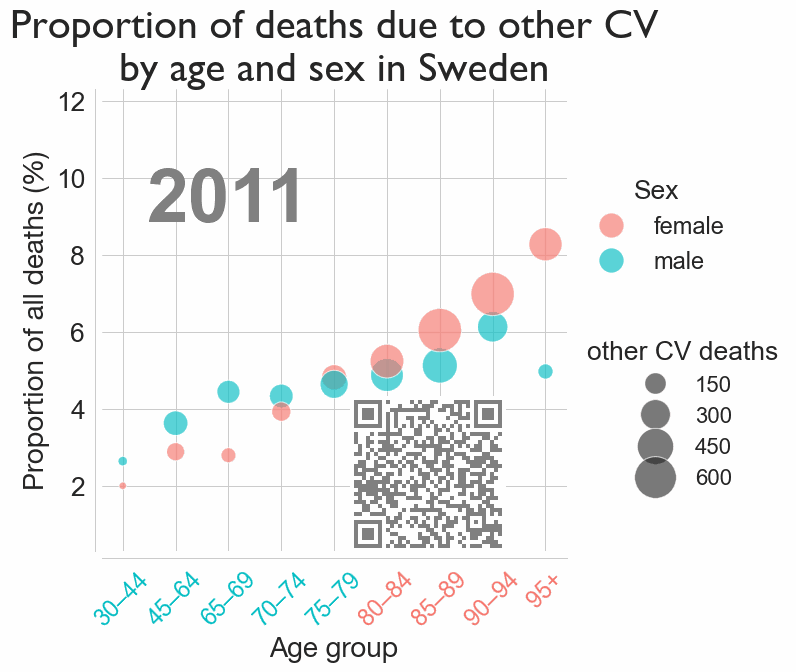 Proportion of deaths due to other CV
by age and sex in Sweden
12
10
8
6
4
2
Proportion of all deaths (%)
2011
30–44
45–64
65–69
70–74
75–79
80–84
85–89
90–94
95+
Age group
Sex
female
male
other CV deaths
150
300
450
600